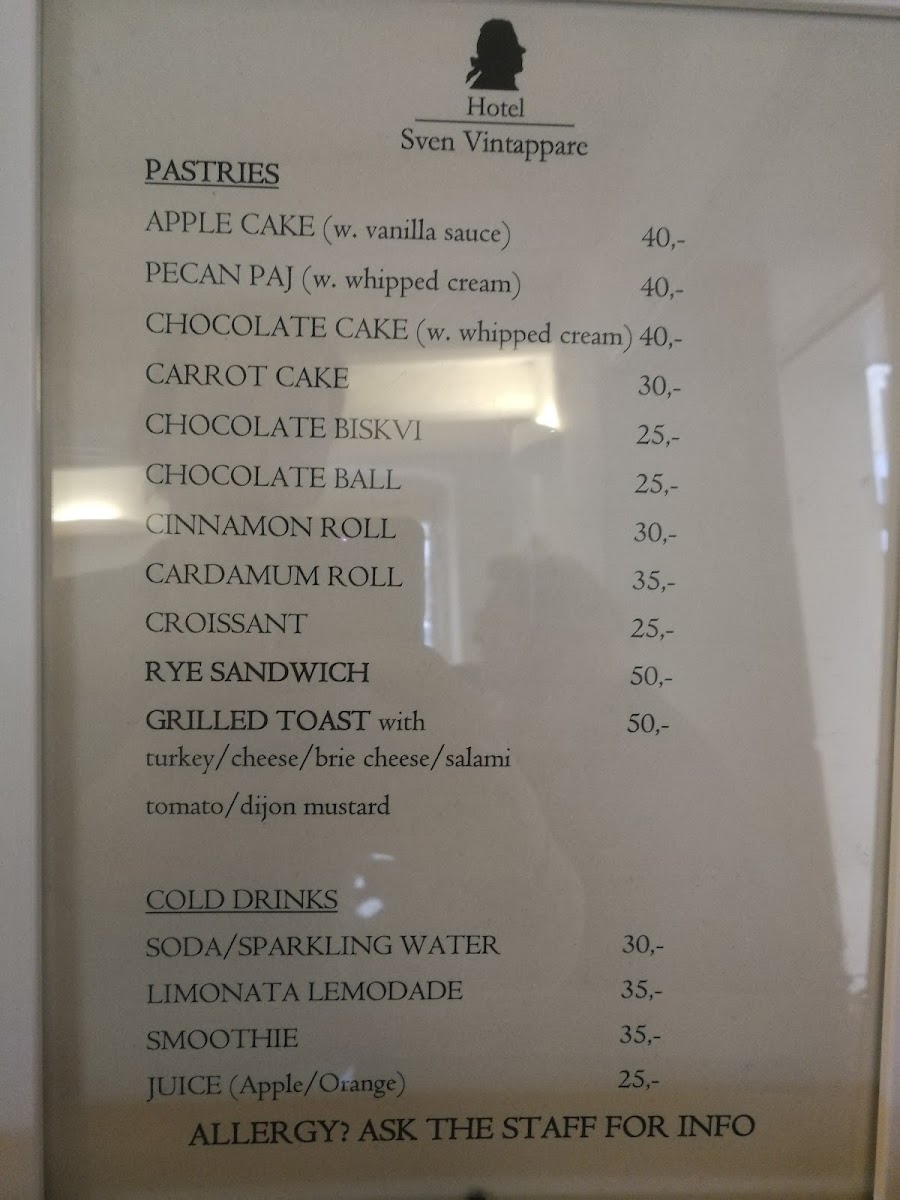 Hotel
Sven Vintappare
PASTRIES
APPLE CAKE (w. vanilla sauce) 40,-
PECAN PAJ (w. whipped cream) 40,-
CHOCOLATE CAKE (w. whipped cream) 40,-
CARROT CAKE 30,-
CHOCOLATE BISKVI 25,-
CHOCOLATE BALL 25,-
CINNAMON ROLL 30,-
CARDAMUM ROLL 35,-
CROISSANT 25,-
RYE SANDWICH 50,-
GRILLED TOAST with 50,-
turkey/cheese/brie cheese/salami
tomato/dijon mustard
COLD DRINKS
SODA/SPARKLING WATER 30,-
LIMONATA LEMODADE 35,-
SMOOTHIE 35,-
JUICE (Apple/Orange) 25,-
ALLERGY? ASK THE STAFF FOR INFO